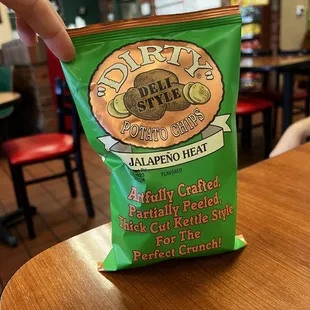 "DIRTY"
DELI
STYLE
POTATO CHIPS
JALAPEÑO HEAT
FLAVORED
Artfully Crafted,
Partially Peeled,
Thick Cut Kettle Style
For The
Perfect Crunch!